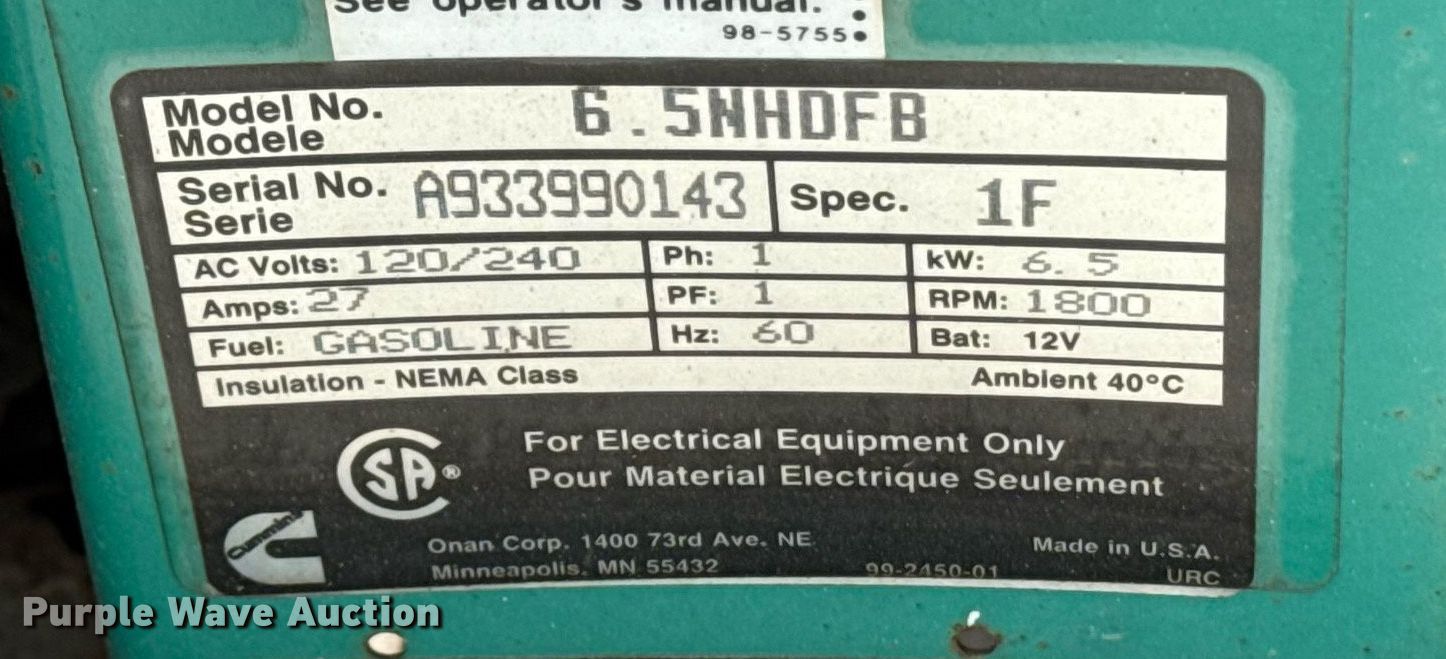 See operator's manual.
98-5755
Model No. 6.5NHDFB
Modele
Serial No. A933990143 Spec. 1F
Serie
AC Volts: 120/240 Ph: 1 kW: 6.5
Amps: 27 PF: 1 RPM: 1800
Fuel: GASOLINE Hz: 60 Bat: 12V
Insulation - NEMA Class Ambient 40°C
For Electrical Equipment Only
Pour Material Electrique Seulement
SA®
Cummins
Onan Corp. 1400 73rd Ave. NE
Minneapolis, MN 55432
99-2450-01
Made in U.S.A.
URC
Purple Wave Auction